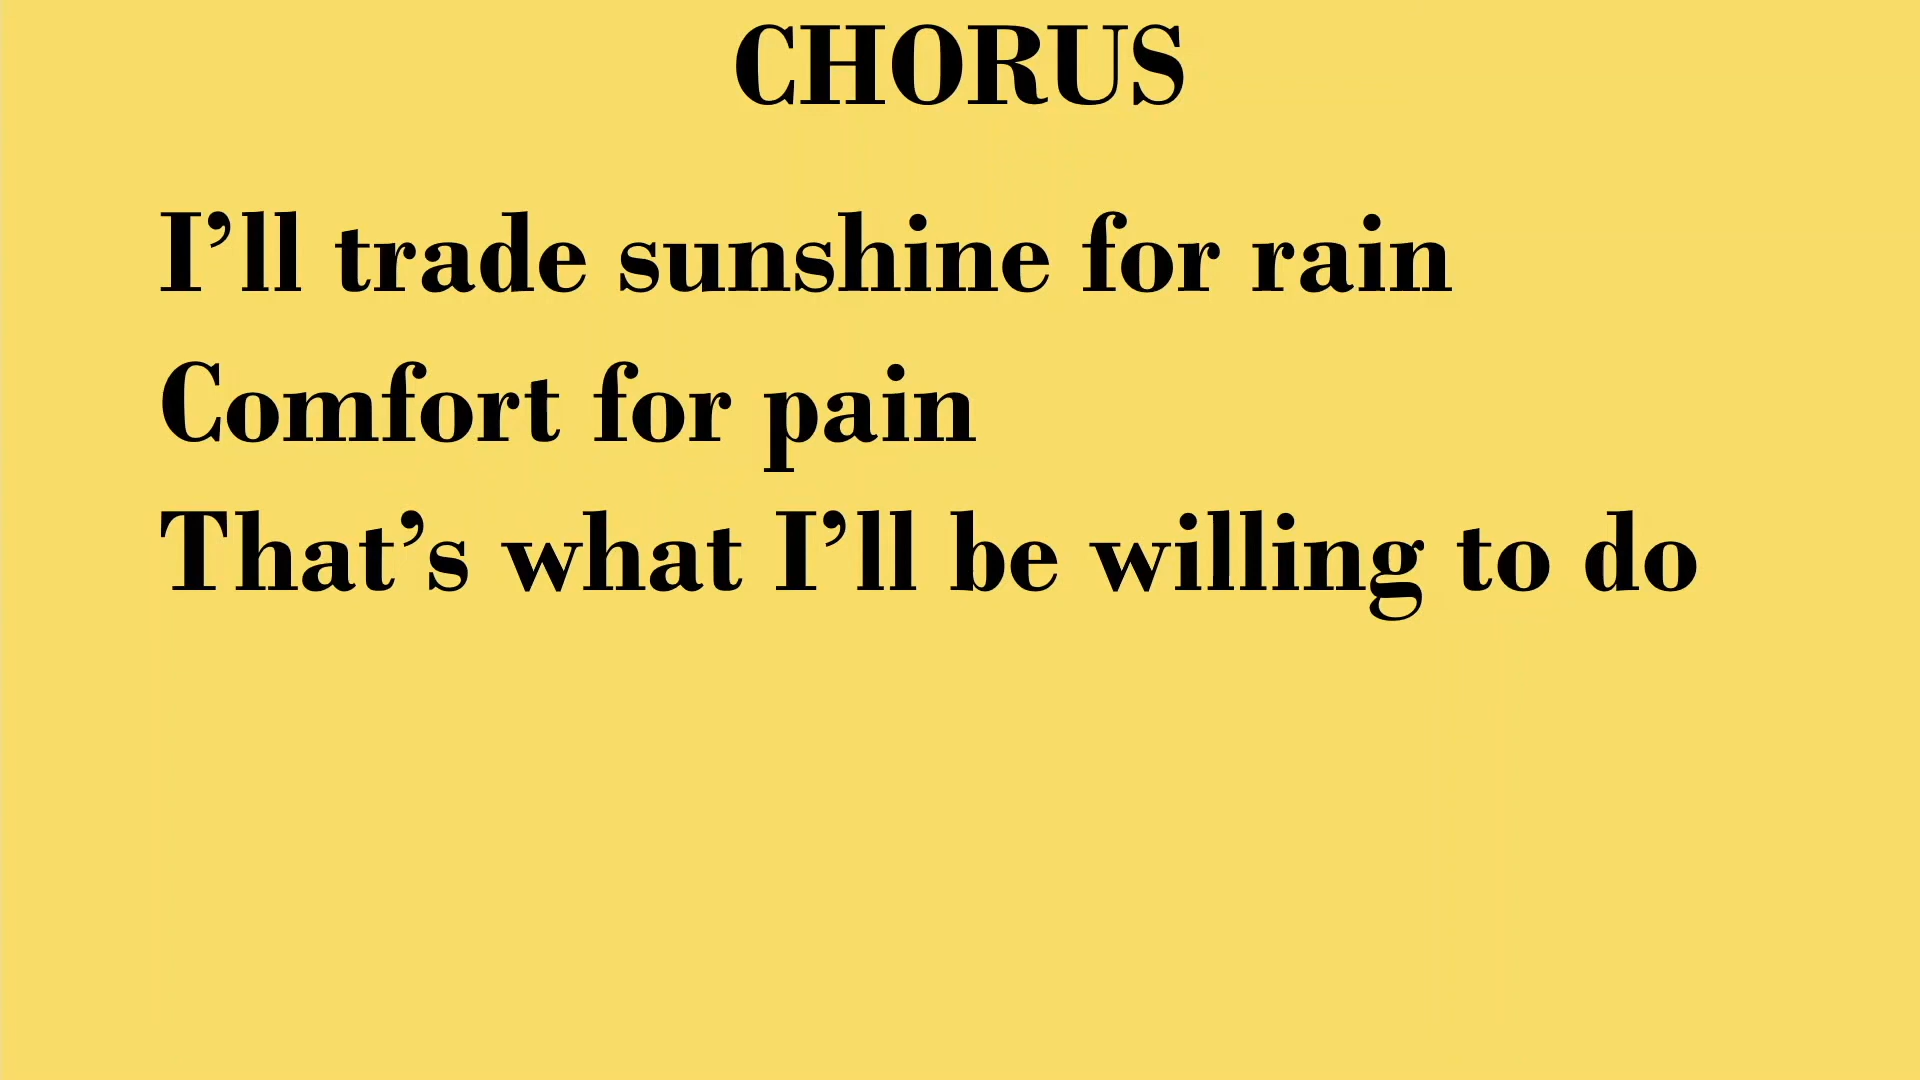 CHORUS
I’ll trade sunshine for rain
Comfort for pain
That’s what I’ll be willing to do